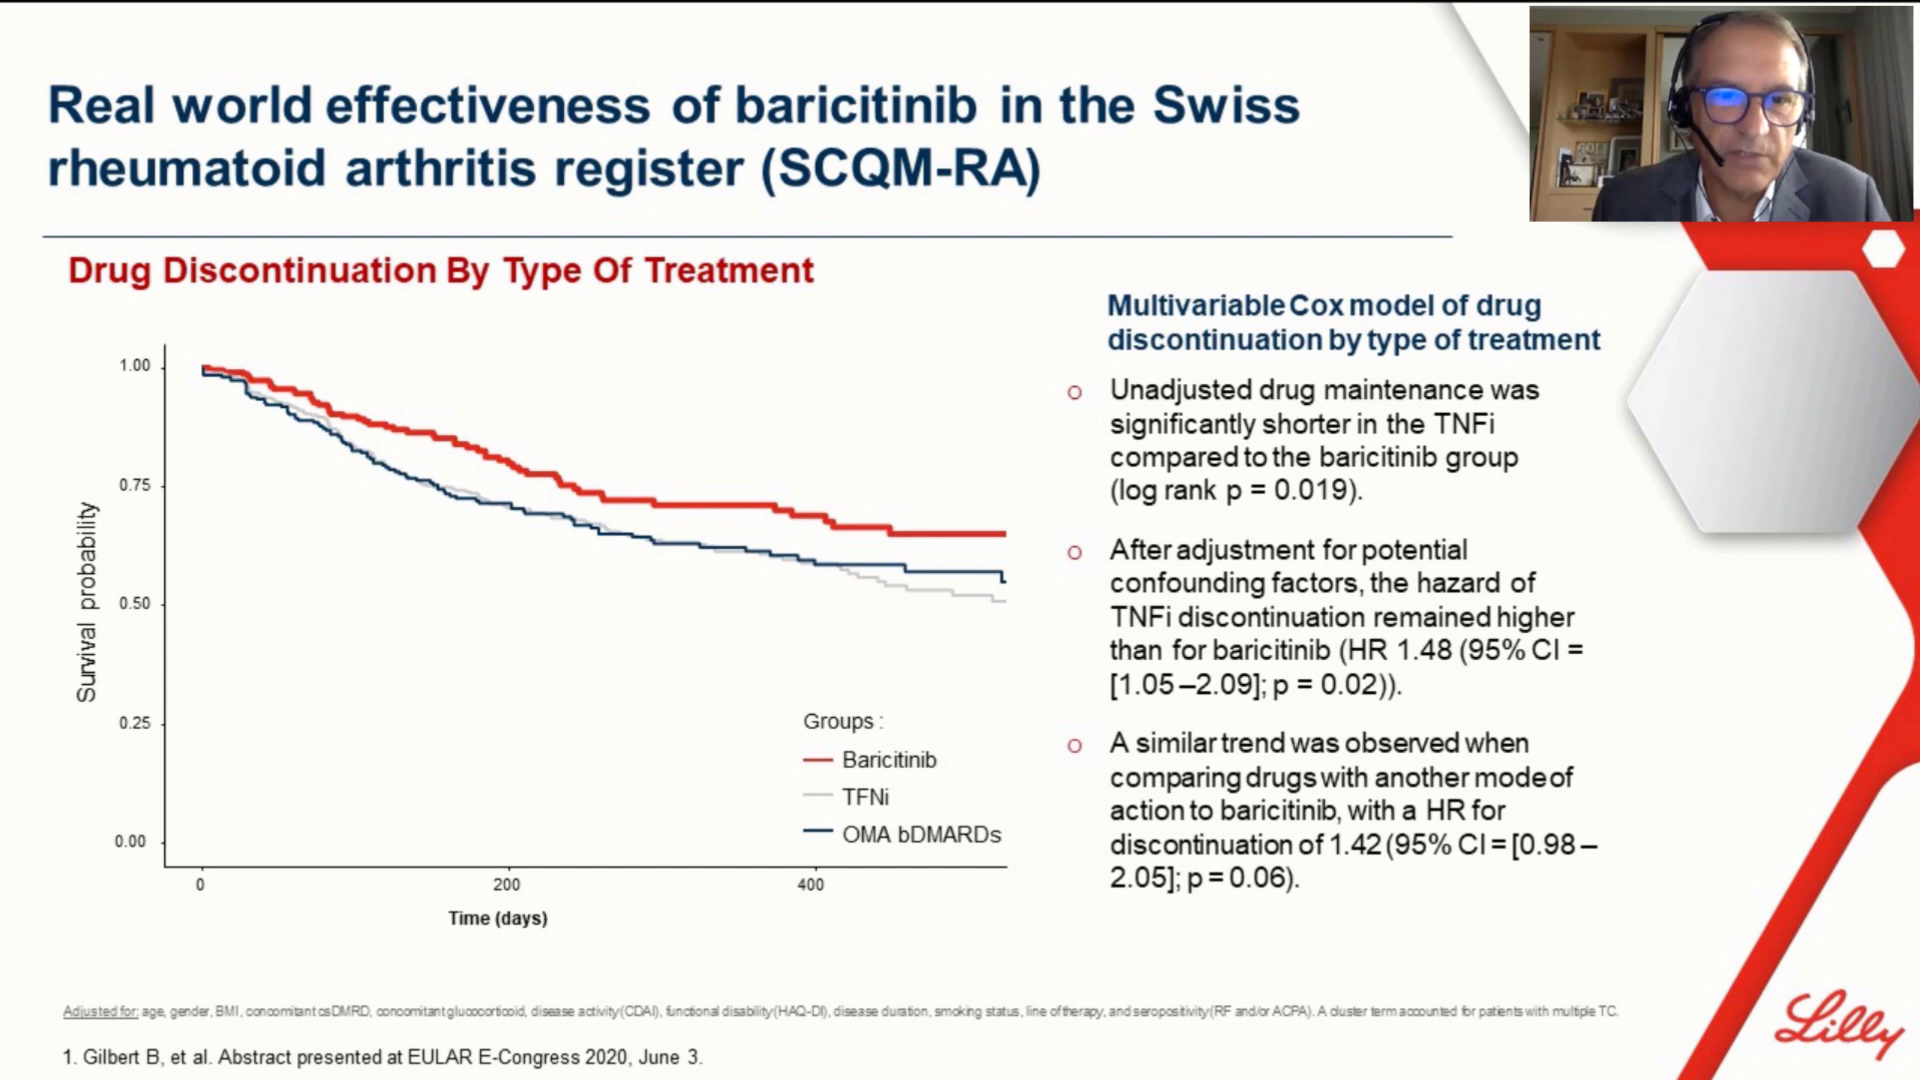 Real world effectiveness of baricitinib in the Swiss
rheumatoid arthritis register (SCQM-RA)
Drug Discontinuation By Type Of Treatment
1.00
0.75
0.50
0.25
0.00
Survival probability
0
200
400
Time (days)
Groups :
Baricitinib
TFNi
OMA bDMARDs
Multivariable Cox model of drug
discontinuation by type of treatment
o Unadjusted drug maintenance was
significantly shorter in the TNFi
compared to the baricitinib group
(log rank p = 0.019).
o After adjustment for potential
confounding factors, the hazard of
TNFi discontinuation remained higher
than for baricitinib (HR 1.48 (95% CI =
[1.05–2.09]; p = 0.02)).
o A similar trend was observed when
comparing drugs with another mode of
action to baricitinib, with a HR for
discontinuation of 1.42 (95% CI = [0.98 –
2.05]; p = 0.06).
Adjusted for: age, gender, BMI, concomitant csDMRD, concomitant glucocorticoid, disease activity (CDAI), functional disability (HAQ-DI), disease duration, smoking status, line of therapy, and seropositivity (RF and/or ACPA). A cluster term accounted for patients with multiple TC.
1. Gilbert B, et al. Abstract presented at EULAR E-Congress 2020, June 3.
Lilly